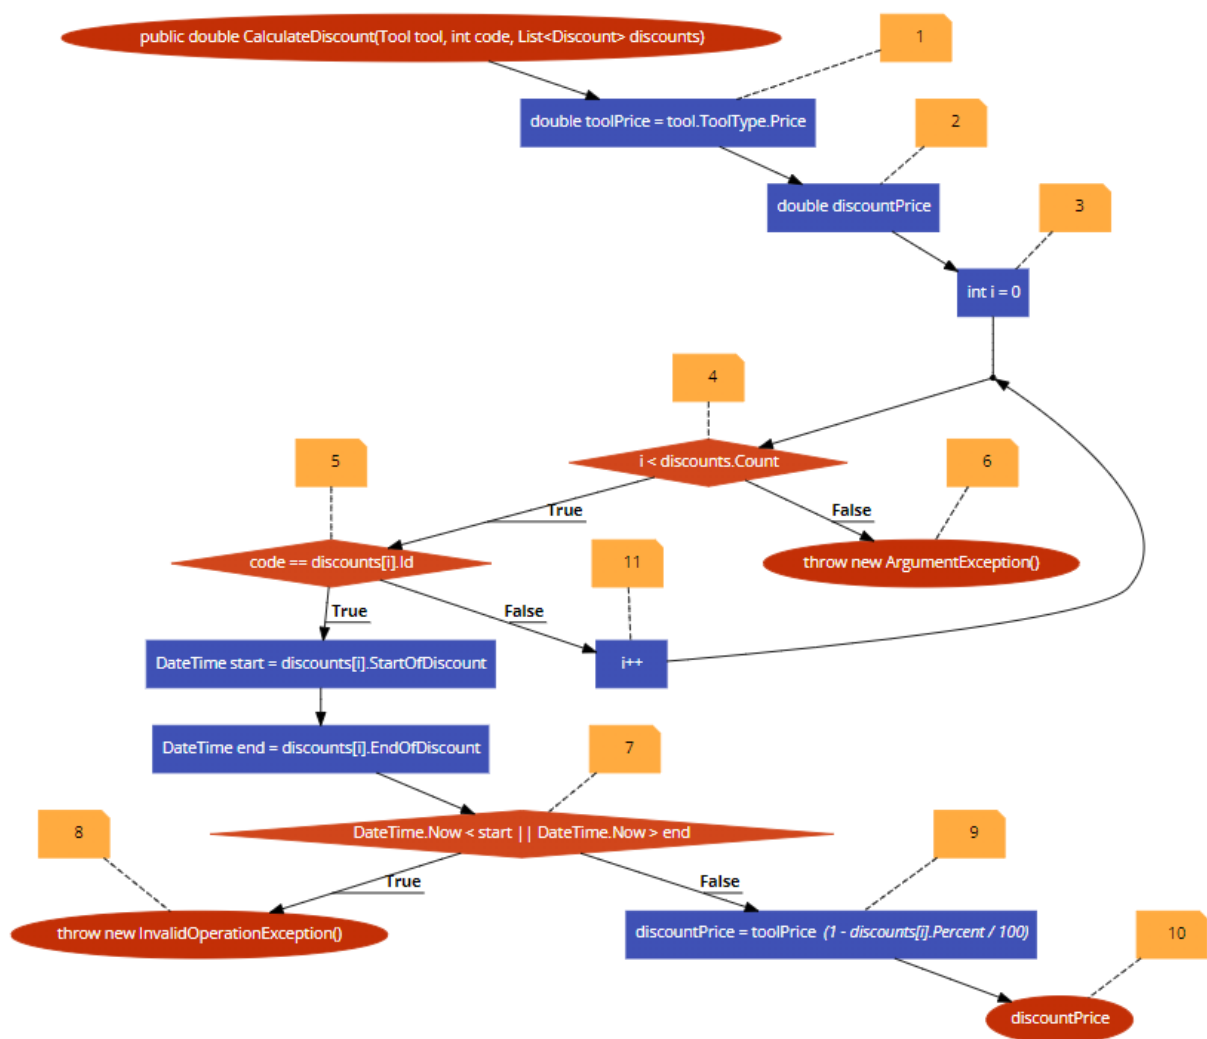 public double CalculateDiscount(Tool tool, int code, List<Discount> discounts)
1
double toolPrice = tool.ToolType.Price
2
double discountPrice
3
int i = 0
4
i < discounts.Count
5
6
True
False
code == discounts[i].Id
11
throw new ArgumentException()
True
False
DateTime start = discounts[i].StartOfDiscount
i++
DateTime end = discounts[i].EndOfDiscount
7
8
DateTime.Now < start || DateTime.Now > end
9
True
False
throw new InvalidOperationException()
discountPrice = toolPrice (1 - discounts[i].Percent / 100)
10
discountPrice